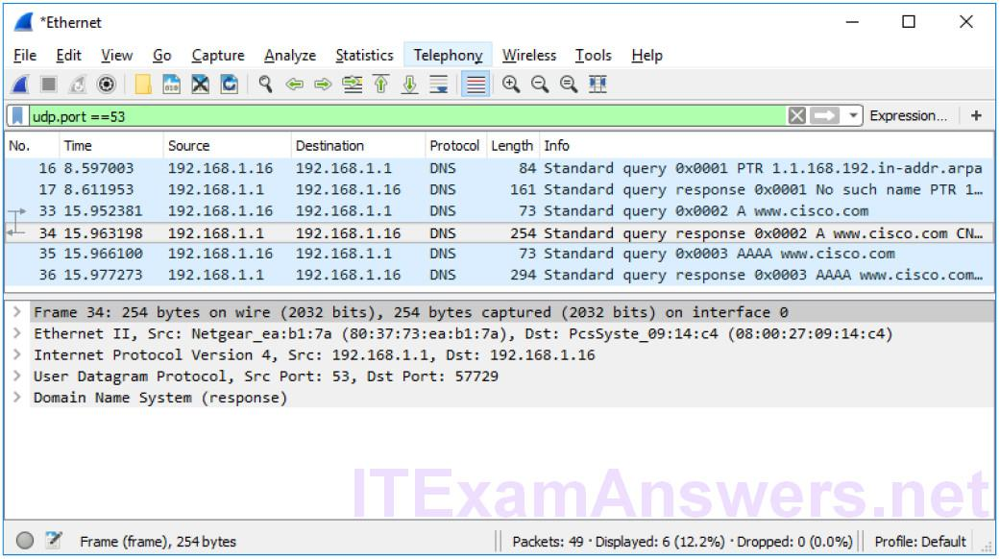 *Ethernet
File Edit View Go Capture Analyze Statistics Telephony Wireless Tools Help
udp.port ==53 Expression... +
No. Time Source Destination Protocol Length Info
16 8.597003 192.168.1.16 192.168.1.1 DNS 84 Standard query 0x0001 PTR 1.1.168.192.in-addr.arpa
17 8.611953 192.168.1.1 192.168.1.16 DNS 161 Standard query response 0x0001 No such name PTR 1...
33 15.952381 192.168.1.16 192.168.1.1 DNS 73 Standard query 0x0002 A www.cisco.com
34 15.963198 192.168.1.1 192.168.1.16 DNS 254 Standard query response 0x0002 A www.cisco.com CN...
35 15.966100 192.168.1.16 192.168.1.1 DNS 73 Standard query 0x0003 AAAA www.cisco.com
36 15.977273 192.168.1.1 192.168.1.16 DNS 294 Standard query response 0x0003 AAAA www.cisco.com...
Frame 34: 254 bytes on wire (2032 bits), 254 bytes captured (2032 bits) on interface 0
Ethernet II, Src: Netgear_ea:b1:7a (80:37:73:ea:b1:7a), Dst: PcsSyste_09:14:c4 (08:00:27:09:14:c4)
Internet Protocol Version 4, Src: 192.168.1.1, Dst: 192.168.1.16
User Datagram Protocol, Src Port: 53, Dst Port: 57729
Domain Name System (response)
ITExamAnswers.net
Frame (frame), 254 bytes Packets: 49 · Displayed: 6 (12.2%) · Dropped: 0 (0.0%) Profile: Default